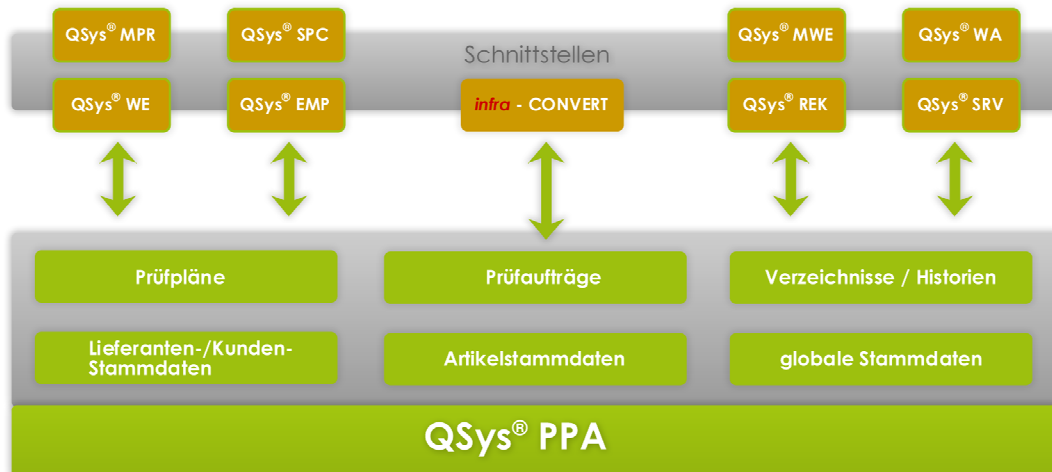 QSys® MPR
QSys® SPC
QSys® MWE
QSys® WA
Schnittstellen
QSys® WE
QSys® EMP
infra - CONVERT
QSys® REK
QSys® SRV
Prüfpläne
Prüfaufträge
Verzeichnisse / Historien
Lieferanten-/Kunden-
Stammdaten
Artikelstammdaten
globale Stammdaten
QSys® PPA